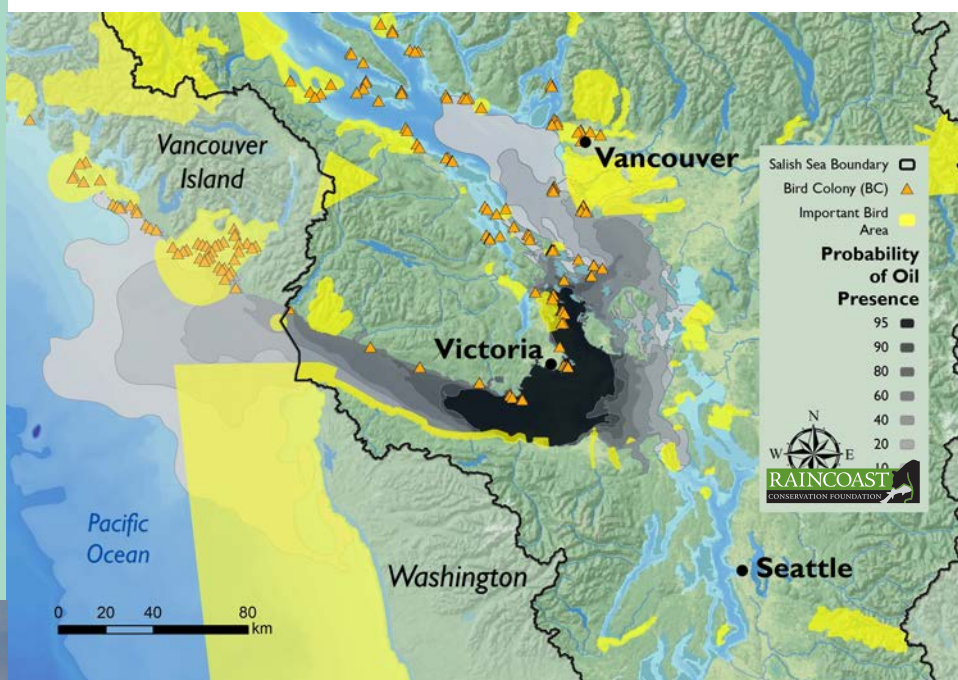 Vancouver
Island
Vancouver
Victoria
Pacific
Ocean
Washington
Seattle
0 20 40 80
km
Salish Sea Boundary
Bird Colony (BC)
Important Bird
Area
Probability
of Oil
Presence
95
90
80
60
40
20
10
N
W E
RAINCOAST
CONSERVATION FOUNDATION